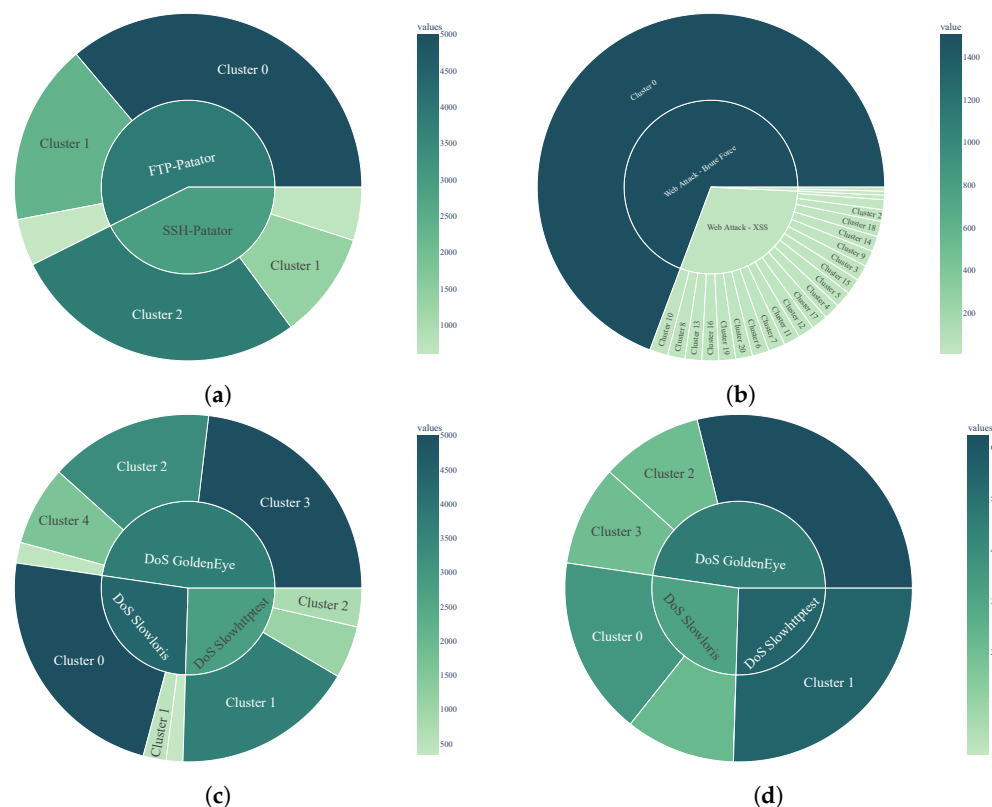 values
5000
4500
4000
3500
3000
2500
2000
1500
1000
Cluster 0
Cluster 1
FTP-Patator
SSH-Patator
Cluster 1
Cluster 2
(a)
value
1400
1200
1000
800
600
400
200
Cluster 0
Web Attack - Brute Force
Web Attack - XSS
Cluster 2
Cluster 18
Cluster 14
Cluster 9
Cluster 3
Cluster 15
Cluster 5
Cluster 4
Cluster 17
Cluster 12
Cluster 11
Cluster 7
Cluster 6
Cluster 20
Cluster 19
Cluster 16
Cluster 13
Cluster 8
Cluster 10
(b)
values
5000
4500
4000
3500
3000
2500
2000
1500
1000
500
Cluster 2
Cluster 3
Cluster 4
DoS GoldenEye
DoS Slowloris
DoS Slowhttptest
Cluster 2
Cluster 0
Cluster 1
Cluster 1
(c)
values
Cluster 2
Cluster 3
DoS GoldenEye
DoS Slowloris
DoS Slowhttptest
Cluster 0
Cluster 1
(d)